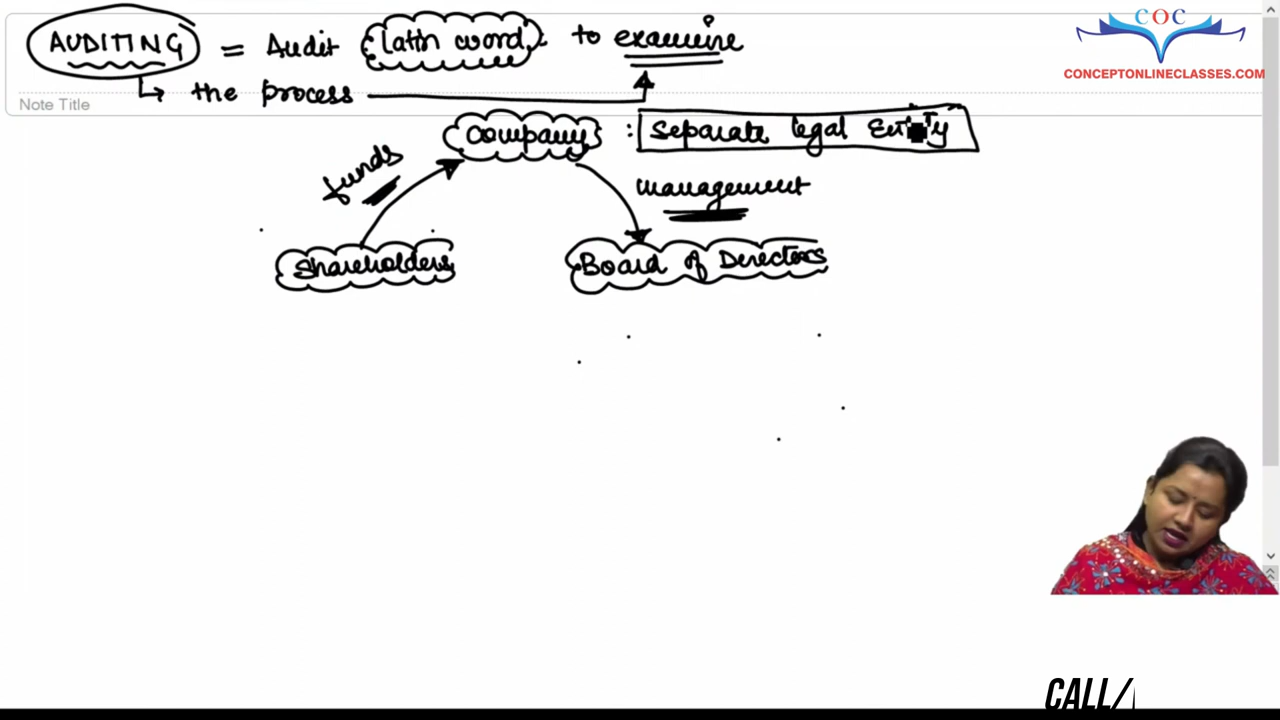 AUDITING = Audit (latin word) to examine
↳ the process
Note Title
Company : Separate legal Entity
funds
management
Shareholders
Board of Directors
COC
CONCEPTONLINECLASSES.COM
CALL/